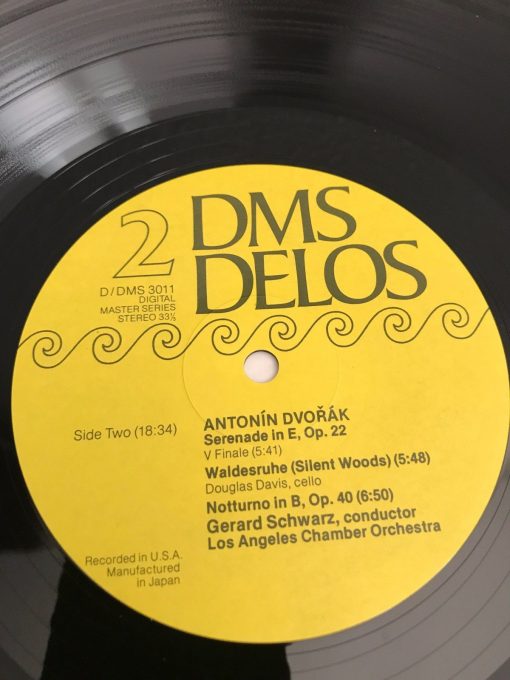 2
DMS
DELOS
D/DMS 3011
DIGITAL
MASTER SERIES
STEREO 33⅓
Side Two (18:34)
ANTONÍN DVOŘÁK
Serenade in E, Op. 22
V Finale (5:41)
Waldesruhe (Silent Woods) (5:48)
Douglas Davis, cello
Notturno in B, Op. 40 (6:50)
Gerard Schwarz, conductor
Los Angeles Chamber Orchestra
Recorded in U.S.A.
Manufactured
in Japan